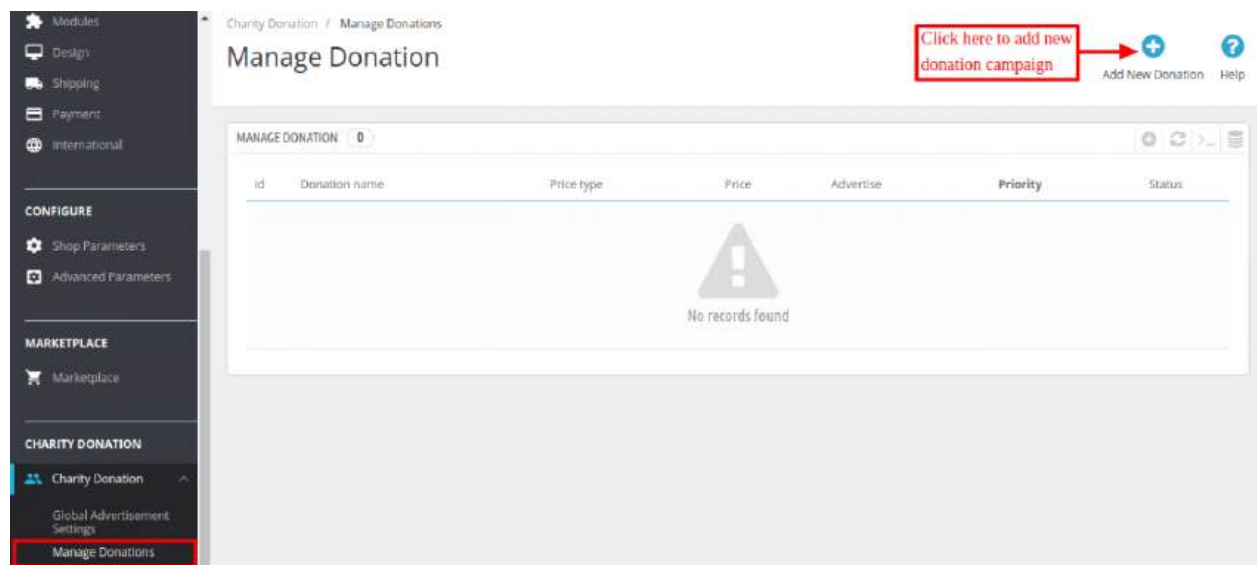 Modules
Design
Shipping
Payment
International
CONFIGURE
Shop Parameters
Advanced Parameters
MARKETPLACE
Marketplace
CHARITY DONATION
Charity Donation
Global Advertisement
Settings
Manage Donations
Charity Donation / Manage Donations
Manage Donation
Click here to add new
donation campaign
Add New Donation
Help
MANAGE DONATION 0
id Donation name Price type Price Advertise Priority Status
No records found